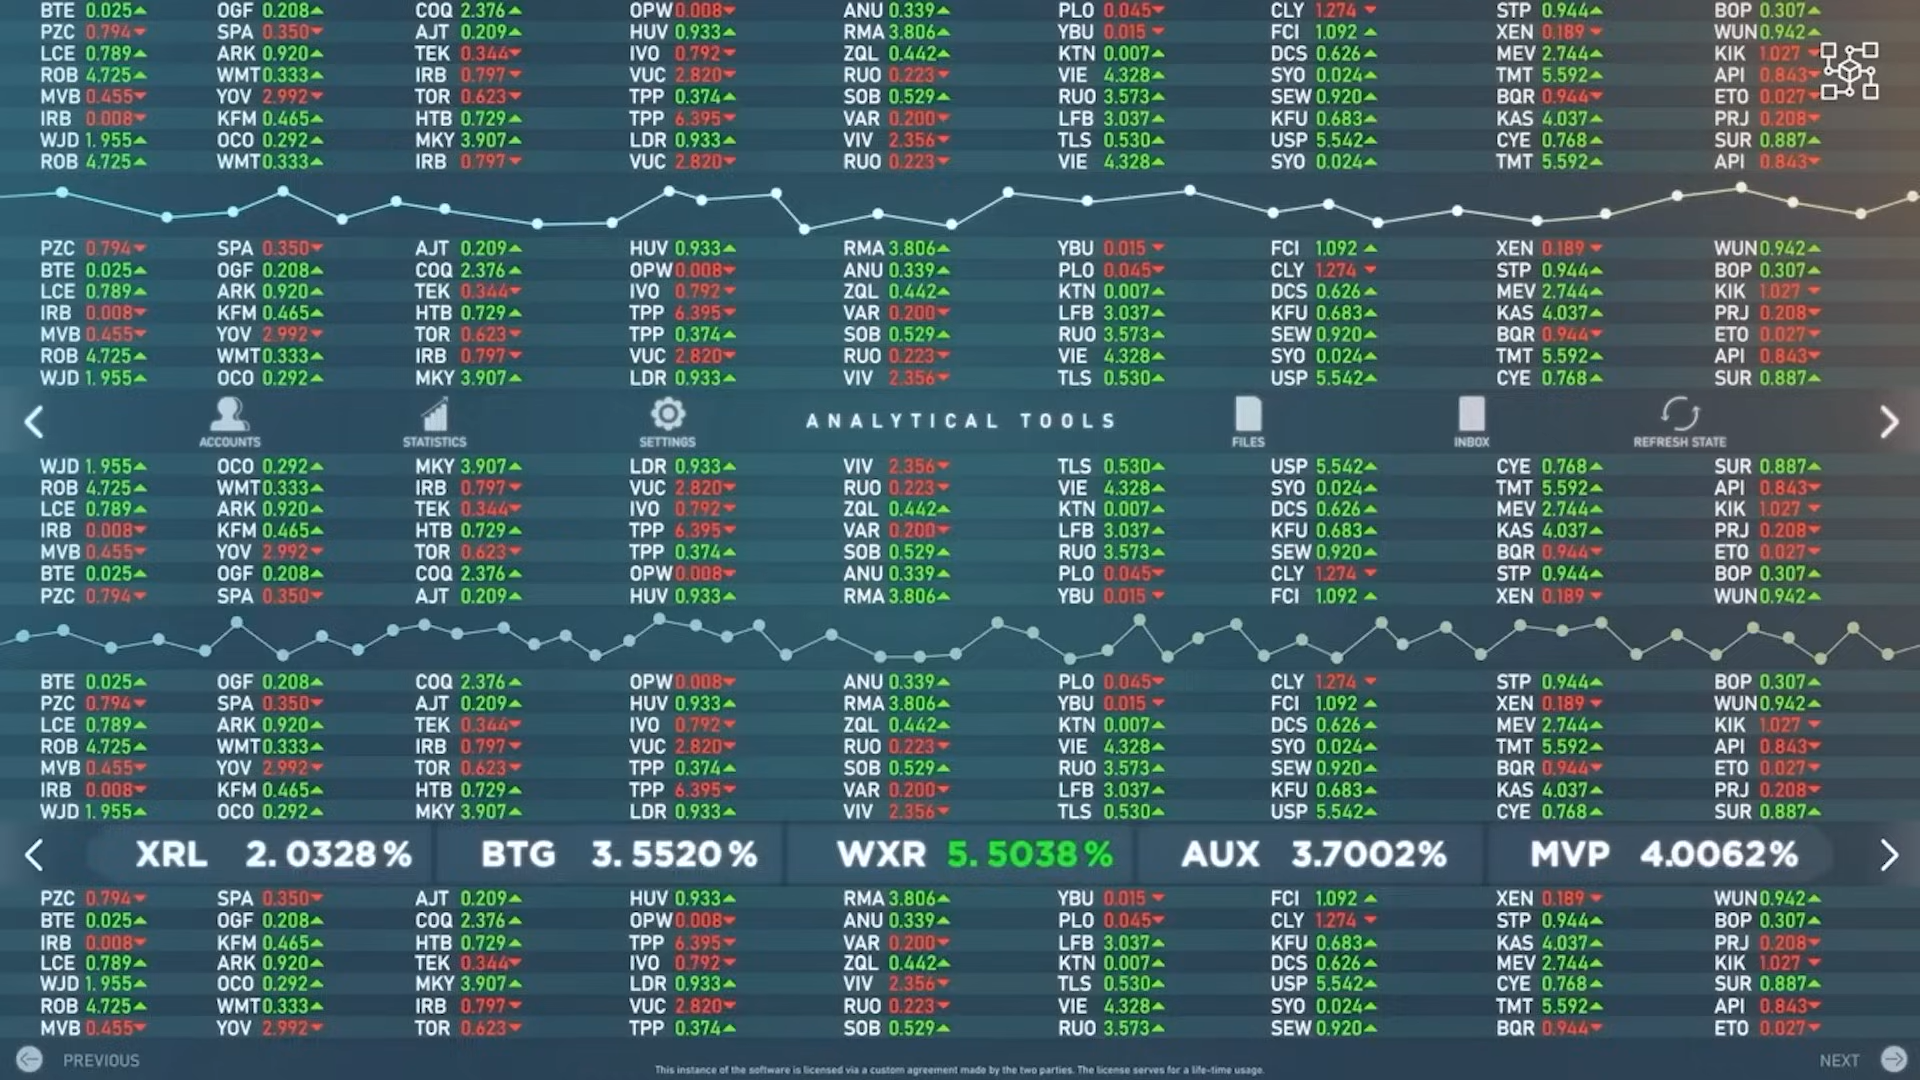 BTE 0.025 OGF 0.208 COQ 2.376 OPW 0.008 ANU 0.339 PLO 0.045 CLY 1.274 STP 0.944 BOP 0.307
PZC 0.794 SPA 0.350 AJT 0.209 HUV 0.933 RMA 3.806 YBU 0.015 FCI 1.092 XEN 0.189 WUN 0.942
LCE 0.789 ARK 0.920 TEK 0.344 IVO 0.792 ZQL 0.442 KTN 0.007 DCS 0.626 MEV 2.744 KIK 1.027
ROB 4.725 WMT 0.333 IRB 0.797 VUC 2.820 RUO 0.223 VIE 4.328 SYO 0.024 TMT 5.592 API 0.843
MVB 0.455 YOV 2.992 TOR 0.623 TPP 0.374 SOB 0.529 RUO 3.573 SEW 0.920 BQR 0.944 ETO 0.027
IRB 0.008 KFM 0.465 HTB 0.729 TPP 6.395 VAR 0.200 LFB 3.037 KFU 0.683 KAS 4.037 PRJ 0.208
WJD 1.955 OCO 0.292 MKY 3.907 LDR 0.933 VIV 2.356 TLS 0.530 USP 5.542 CYE 0.768 SUR 0.887
ROB 4.725 WMT 0.333 IRB 0.797 VUC 2.820 RUO 0.223 VIE 4.328 SYO 0.024 TMT 5.592 API 0.843
PZC 0.794 SPA 0.350 AJT 0.209 HUV 0.933 RMA 3.806 YBU 0.015 FCI 1.092 XEN 0.189 WUN 0.942
BTE 0.025 OGF 0.208 COQ 2.376 OPW 0.008 ANU 0.339 PLO 0.045 CLY 1.274 STP 0.944 BOP 0.307
LCE 0.789 ARK 0.920 TEK 0.344 IVO 0.792 ZQL 0.442 KTN 0.007 DCS 0.626 MEV 2.744 KIK 1.027
IRB 0.008 KFM 0.465 HTB 0.729 TPP 6.395 VAR 0.200 LFB 3.037 KFU 0.683 KAS 4.037 PRJ 0.208
MVB 0.455 YOV 2.992 TOR 0.623 TPP 0.374 SOB 0.529 RUO 3.573 SEW 0.920 BQR 0.944 ETO 0.027
ROB 4.725 WMT 0.333 IRB 0.797 VUC 2.820 RUO 0.223 VIE 4.328 SYO 0.024 TMT 5.592 API 0.843
WJD 1.955 OCO 0.292 MKY 3.907 LDR 0.933 VIV 2.356 TLS 0.530 USP 5.542 CYE 0.768 SUR 0.887
ACCOUNTS STATISTICS SETTINGS ANALYTICAL TOOLS FILES INBOX REFRESH STATE
WJD 1.955 OCO 0.292 MKY 3.907 LDR 0.933 VIV 2.356 TLS 0.530 USP 5.542 CYE 0.768 SUR 0.887
ROB 4.725 WMT 0.333 IRB 0.797 VUC 2.820 RUO 0.223 VIE 4.328 SYO 0.024 TMT 5.592 API 0.843
LCE 0.789 ARK 0.920 TEK 0.344 IVO 0.792 ZQL 0.442 KTN 0.007 DCS 0.626 MEV 2.744 KIK 1.027
IRB 0.008 KFM 0.465 HTB 0.729 TPP 6.395 VAR 0.200 LFB 3.037 KFU 0.683 KAS 4.037 PRJ 0.208
MVB 0.455 YOV 2.992 TOR 0.623 TPP 0.374 SOB 0.529 RUO 3.573 SEW 0.920 BQR 0.944 ETO 0.027
BTE 0.025 OGF 0.208 COQ 2.376 OPW 0.008 ANU 0.339 PLO 0.045 CLY 1.274 STP 0.944 BOP 0.307
PZC 0.794 SPA 0.350 AJT 0.209 HUV 0.933 RMA 3.806 YBU 0.015 FCI 1.092 XEN 0.189 WUN 0.942
BTE 0.025 OGF 0.208 COQ 2.376 OPW 0.008 ANU 0.339 PLO 0.045 CLY 1.274 STP 0.944 BOP 0.307
PZC 0.794 SPA 0.350 AJT 0.209 HUV 0.933 RMA 3.806 YBU 0.015 FCI 1.092 XEN 0.189 WUN 0.942
LCE 0.789 ARK 0.920 TEK 0.344 IVO 0.792 ZQL 0.442 KTN 0.007 DCS 0.626 MEV 2.744 KIK 1.027
ROB 4.725 WMT 0.333 IRB 0.797 VUC 2.820 RUO 0.223 VIE 4.328 SYO 0.024 TMT 5.592 API 0.843
MVB 0.455 YOV 2.992 TOR 0.623 TPP 0.374 SOB 0.529 RUO 3.573 SEW 0.920 BQR 0.944 ETO 0.027
IRB 0.008 KFM 0.465 HTB 0.729 TPP 6.395 VAR 0.200 LFB 3.037 KFU 0.683 KAS 4.037 PRJ 0.208
WJD 1.955 OCO 0.292 MKY 3.907 LDR 0.933 VIV 2.356 TLS 0.530 USP 5.542 CYE 0.768 SUR 0.887
XRL 2.0328% BTG 3.5520% WXR 5.5038% AUX 3.7002% MVP 4.0062%
PZC 0.794 SPA 0.350 AJT 0.209 HUV 0.933 RMA 3.806 YBU 0.015 FCI 1.092 XEN 0.189 WUN 0.942
BTE 0.025 OGF 0.208 COQ 2.376 OPW 0.008 ANU 0.339 PLO 0.045 CLY 1.274 STP 0.944 BOP 0.307
IRB 0.008 KFM 0.465 HTB 0.729 TPP 6.395 VAR 0.200 LFB 3.037 KFU 0.683 KAS 4.037 PRJ 0.208
LCE 0.789 ARK 0.920 TEK 0.344 IVO 0.792 ZQL 0.442 KTN 0.007 DCS 0.626 MEV 2.744 KIK 1.027
WJD 1.955 OCO 0.292 MKY 3.907 LDR 0.933 VIV 2.356 TLS 0.530 USP 5.542 CYE 0.768 SUR 0.887
ROB 4.725 WMT 0.333 IRB 0.797 VUC 2.820 RUO 0.223 VIE 4.328 SYO 0.024 TMT 5.592 API 0.843
MVB 0.455 YOV 2.992 TOR 0.623 TPP 0.374 SOB 0.529 RUO 3.573 SEW 0.920 BQR 0.944 ETO 0.027
PREVIOUS NEXT
This instance of the software is licensed via a custom agreement made by the two parties. The license serves for a life-time usage.